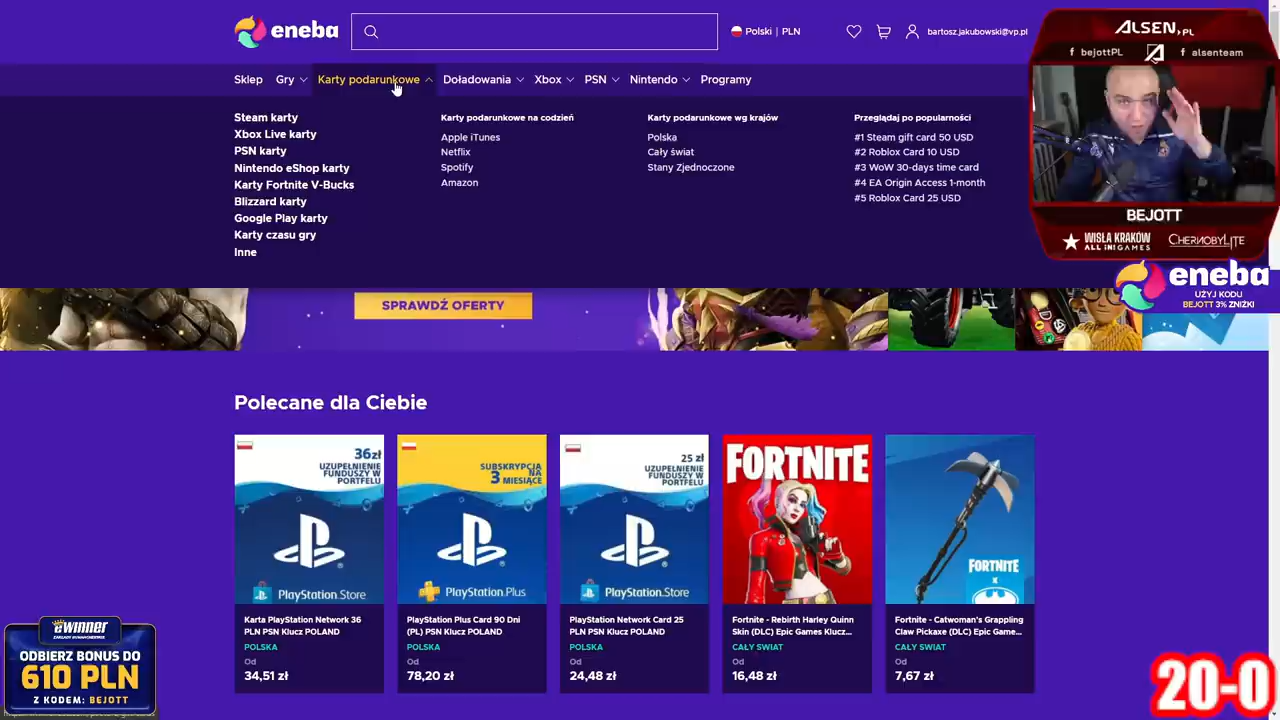 eneba
Polski | PLN
bartosz.jakubowski@vp.pl
Sklep
Gry
Karty podarunkowe
Doładowania
Xbox
PSN
Nintendo
Programy
Steam karty
Xbox Live karty
PSN karty
Nintendo eShop karty
Karty Fortnite V-Bucks
Blizzard karty
Google Play karty
Karty czasu gry
Inne
Karty podarunkowe na codzień
Apple iTunes
Netflix
Spotify
Amazon
Karty podarunkowe wg krajów
Polska
Cały świat
Stany Zjednoczone
Przeglądaj po popularności
#1 Steam gift card 50 USD
#2 Roblox Card 10 USD
#3 WoW 30-days time card
#4 EA Origin Access 1-month
#5 Roblox Card 25 USD
ALSEN.PL
f bejottPL
f alsenteam
BEJOTT
WISŁA KRAKÓW
ALL IN! GAMES
CHERNOBYLITE
eneba
UŻYJ KODU
BEJOTT 3% ZNIŻKI
SPRAWDŹ OFERTY
Polecane dla Ciebie
36zł
UZUPEŁNIENIE
FUNDUSZY W
PORTFELU
PlayStation.Store
Karta PlayStation Network 36
PLN PSN Klucz POLAND
POLSKA
Od
34,51 zł
SUBSKRYPCJA
NA
3 MIESIĄCE
PlayStation.Plus
PlayStation Plus Card 90 Dni
(PL) PSN Klucz POLAND
POLSKA
Od
78,20 zł
25 zł
UZUPEŁNIENIE
FUNDUSZY W
PORTFELU
PlayStation.Store
PlayStation Network Card 25
PLN PSN Klucz POLAND
POLSKA
Od
24,48 zł
FORTNITE
Fortnite - Rebirth Harley Quinn
Skin (DLC) Epic Games Klucz...
CAŁY ŚWIAT
Od
16,48 zł
FORTNITE
X
Fortnite - Catwoman's Grappling
Claw Pickaxe (DLC) Epic Game...
CAŁY ŚWIAT
Od
7,67 zł
eWINNER
ZAKŁADY BUKMACHERSKIE
ODBIERZ BONUS DO
610 PLN
Z KODEM: BEJOTT
20-0